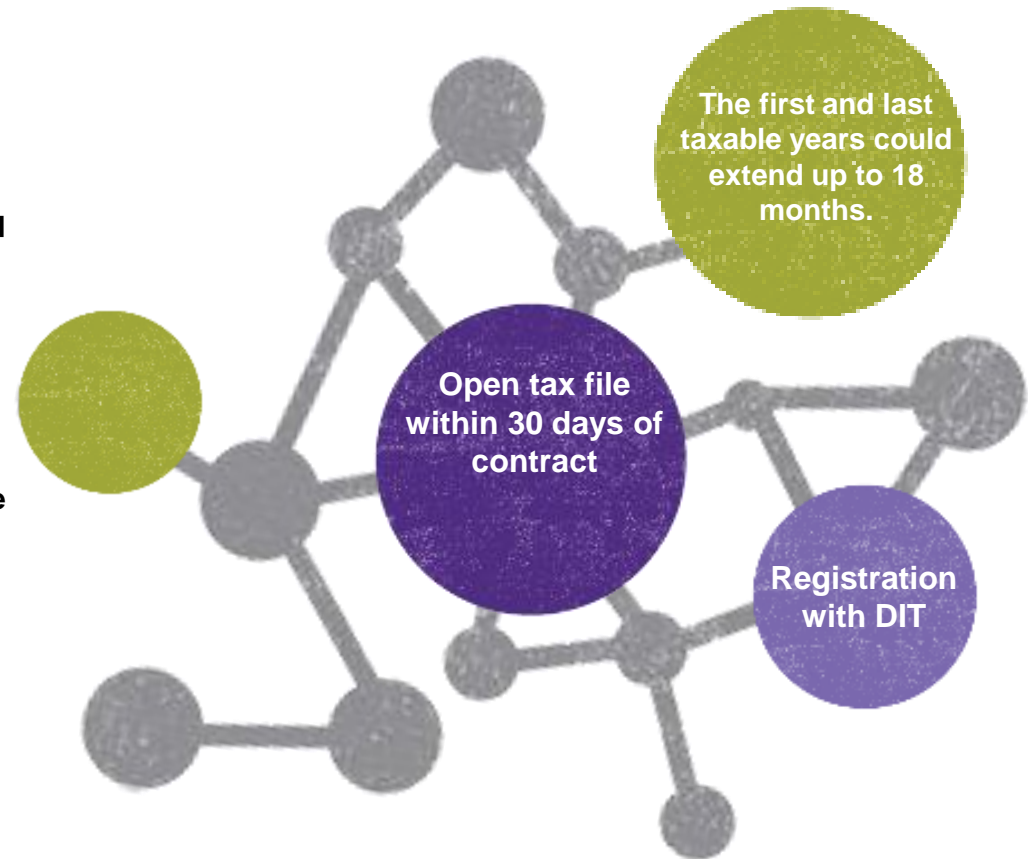 The first and last
taxable years could
extend up to 18
months.
Open tax file
within 30 days of
contract
Registration
with DIT